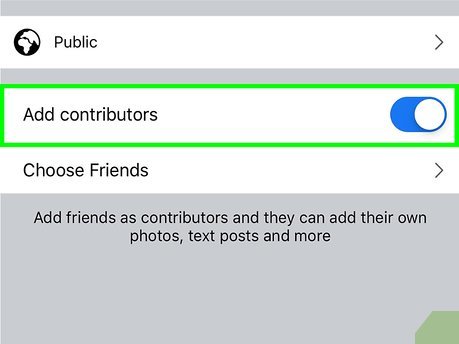 Public
Add contributors
Choose Friends
Add friends as contributors and they can add their own
photos, text posts and more